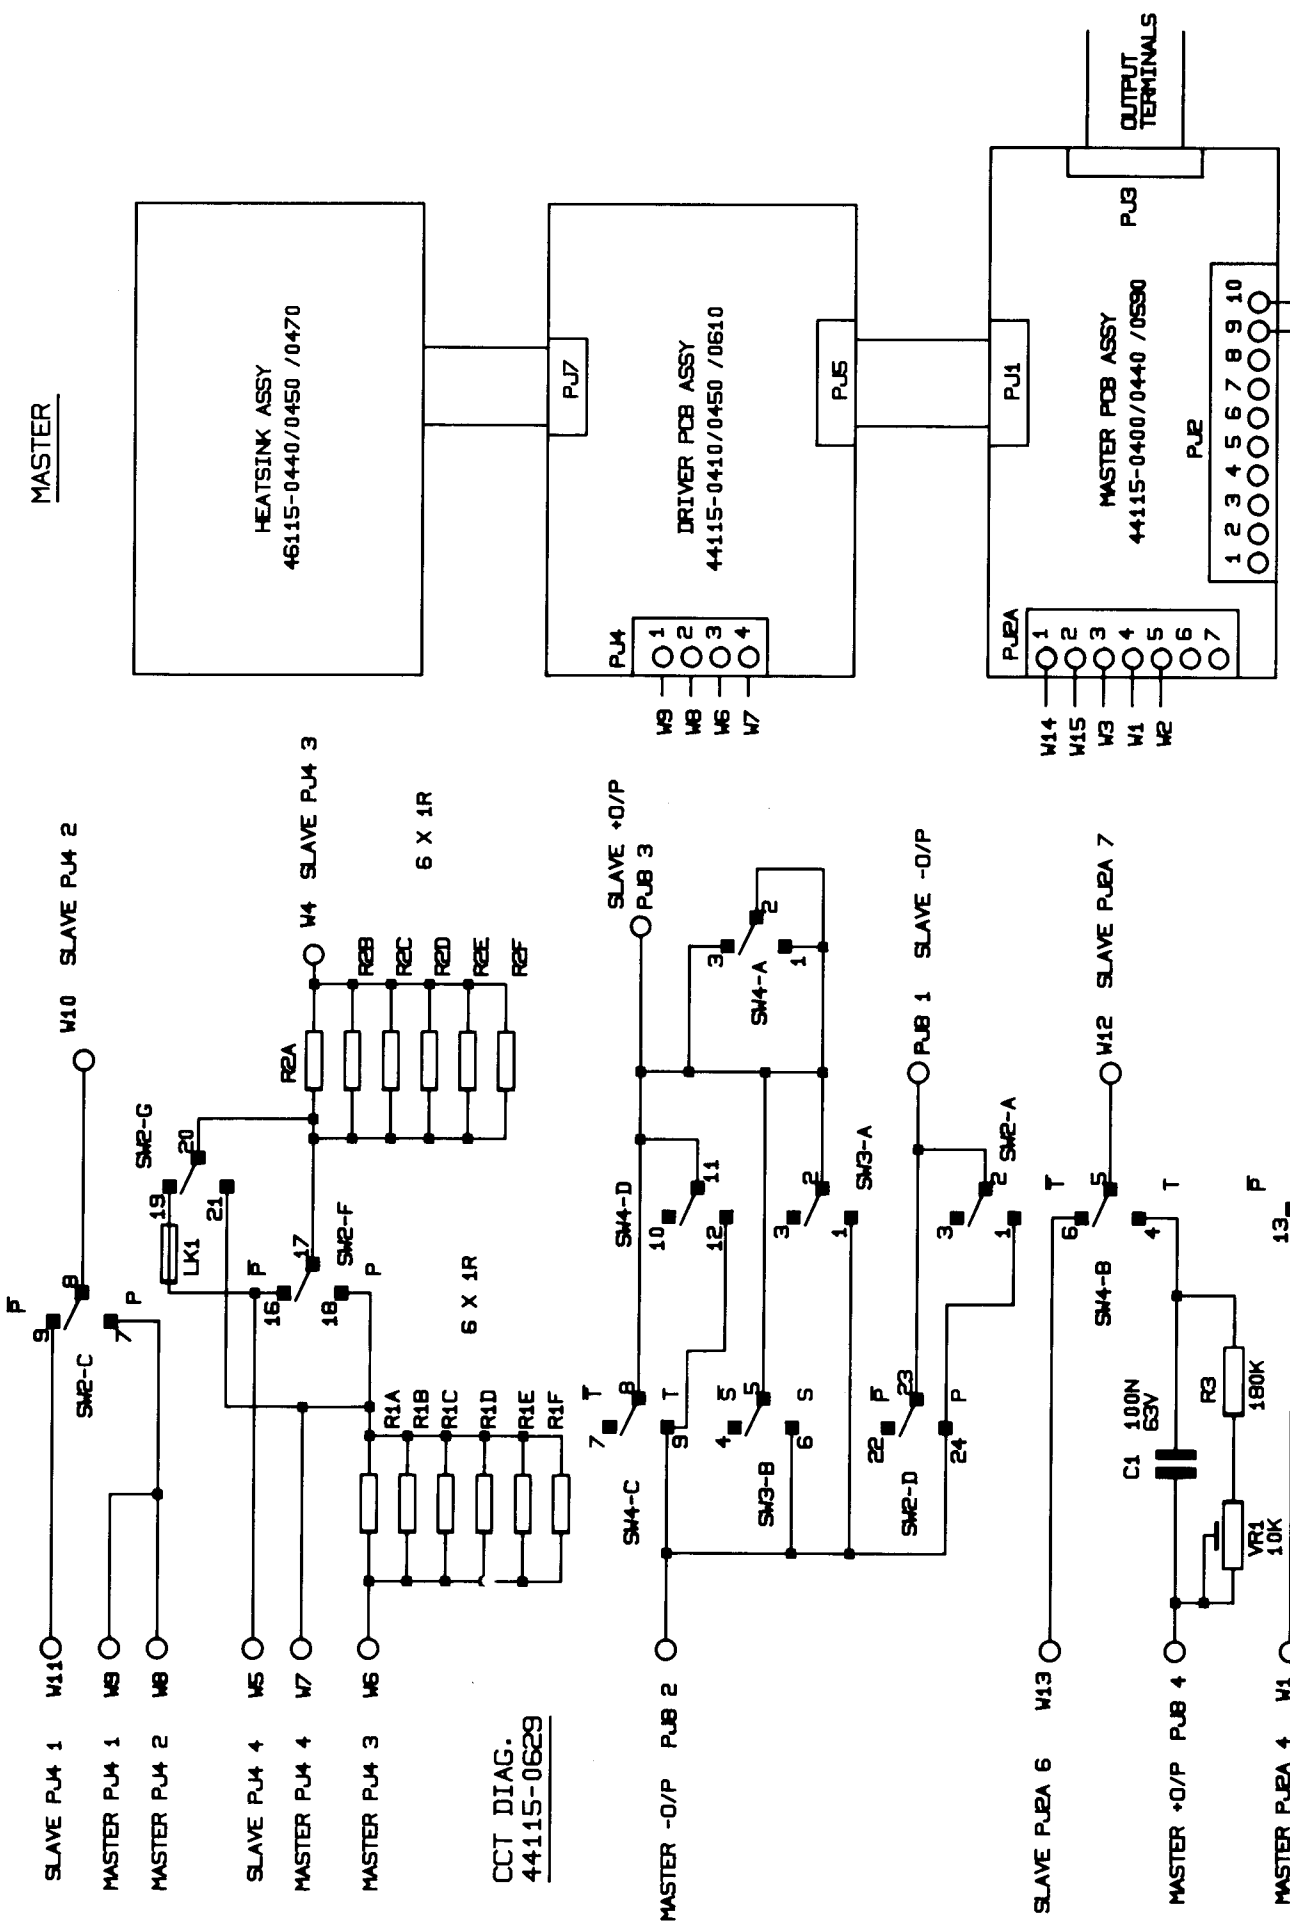 MASTER
HEATSINK ASSY
46115-0440/0450 /0470
PJ7
DRIVER PCB ASSY
44115-0410/0450 /0610
PJ4
1
2
3
4
W9
W8
W6
W7
PJ5
PJ1
MASTER PCB ASSY
44115-0400/0440 /0590
PJ2A
1
2
3
4
5
6
7
W14
W15
W3
W1
W2
PJ2
1 2 3 4 5 6 7 8 9 10
PJ3
OUTPUT
TERMINALS
SLAVE PJ4 1 W11
MASTER PJ4 1 W9
MASTER PJ4 2 W8
SLAVE PJ4 4 W5
MASTER PJ4 4 W7
MASTER PJ4 3 W6
P̅
9
8
7
P
SW2-C
W10 SLAVE PJ4 2
SW2-G
19
20
21
LK1
P̅
16
17
18
P
SW2-F
W4 SLAVE PJ4 3
R2A
R2B
R2C
R2D
R2E
R2F
6 X 1R
R1A
R1B
R1C
R1D
R1E
R1F
6 X 1R
CCT DIAG.
44115-0629
MASTER -O/P PJ8 2
SW4-C
7
8
9
T̅
T
SW4-D
10
11
12
SLAVE +O/P
PJ8 3
SW4-A
3
2
1
SW3-B
4
5
6
S̅
S
SW3-A
3
2
1
SW2-D
22
23
24
P̅
P
SW2-A
3
2
1
PJ8 1 SLAVE -O/P
SLAVE PJ2A 6 W13
SW4-B
6
5
4
T̅
T
W12 SLAVE PJ2A 7
MASTER +O/P PJ8 4
C1
100N
63V
R3
180K
VR1
10K
P̅
13
MASTER PJ2A 4 W1